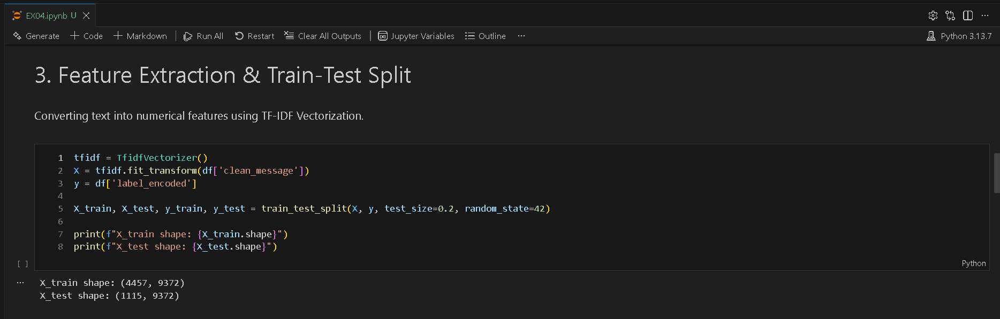 EX04.ipynb U
Generate Code Markdown Run All Restart Clear All Outputs Jupyter Variables Outline ... Python 3.13.7
3. Feature Extraction & Train-Test Split
Converting text into numerical features using TF-IDF Vectorization.
1 tfidf = TfidfVectorizer()
2 X = tfidf.fit_transform(df['clean_message'])
3 y = df['label_encoded']
4
5 X_train, X_test, y_train, y_test = train_test_split(X, y, test_size=0.2, random_state=42)
6
7 print(f"X_train shape: {X_train.shape}")
8 print(f"X_test shape: {X_test.shape}")
[ ]
Python
... X_train shape: (4457, 9372)
X_test shape: (1115, 9372)